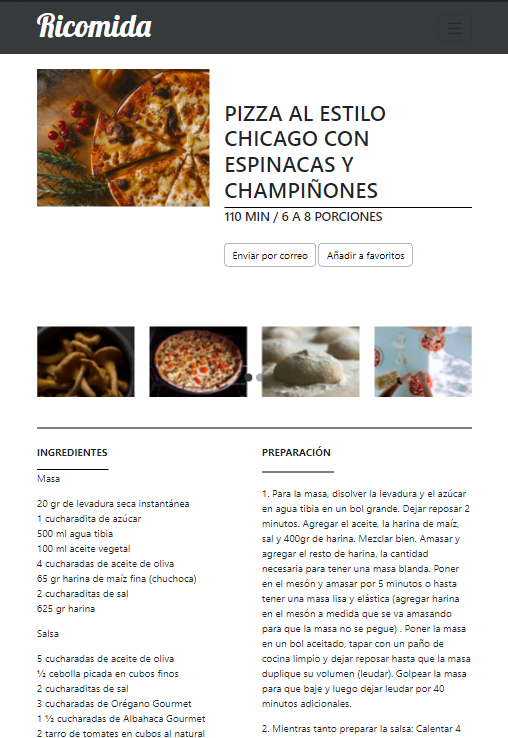 Ricomida
PIZZA AL ESTILO
CHICAGO CON
ESPINACAS Y
CHAMPIÑONES
110 MIN / 6 A 8 PORCIONES
Enviar por correo
Añadir a favoritos
INGREDIENTES
Masa
20 gr de levadura seca instantánea
1 cucharadita de azúcar
500 ml agua tibia
100 ml aceite vegetal
4 cucharadas de aceite de oliva
65 gr harina de maíz fina (chuchoca)
2 cucharaditas de sal
625 gr harina
Salsa
5 cucharadas de aceite de oliva
½ cebolla picada en cubos finos
2 cucharaditas de sal
3 cucharadas de Orégano Gourmet
1 ½ cucharadas de Albahaca Gourmet
2 tarro de tomates en cubos al natural
PREPARACIÓN
1. Para la masa, disolver la levadura y el azúcar
en agua tibia en un bol grande. Dejar reposar 2
minutos. Agregar el aceite, la harina de maíz,
sal y 400gr de harina. Mezclar bien. Amasar y
agregar el resto de harina, la cantidad
necesaria para tener una masa blanda. Poner
en el mesón y amasar por 5 minutos o hasta
tener una masa lisa y elástica (agregar harina
en el mesón a medida que se va amasando
para que la masa no se pegue) . Poner la masa
en un bol aceitado, tapar con un paño de
cocina limpio y dejar reposar hasta que la masa
duplique su volumen (leudar). Golpear la masa
para que baje y luego dejar leudar por 40
minutos adicionales.
2. Mientras tanto preparar la salsa: Calentar 4